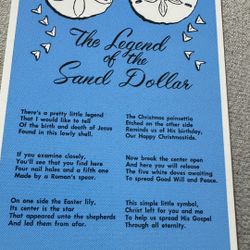 The Legend
of the
Sand Dollar
There's a pretty little legend
That I would like to tell
Of the birth and death of Jesus
Found in this lowly shell.
If you examine closely,
You'll see that you find here
Four nail holes and a fifth one
Made by a Roman's spear.
On one side the Easter lily,
Its center is the star
That appeared unto the shepherds
And led them from afar.
The Christmas poinsettia
Etched on the other side
Reminds us of His birthday,
Our Happy Christmastide.
Now break the center open
And here you will release
The five white doves awaiting
To spread Good Will and Peace.
This simple little symbol,
Christ left for you and me
To help us spread His Gospel
Through all eternity.